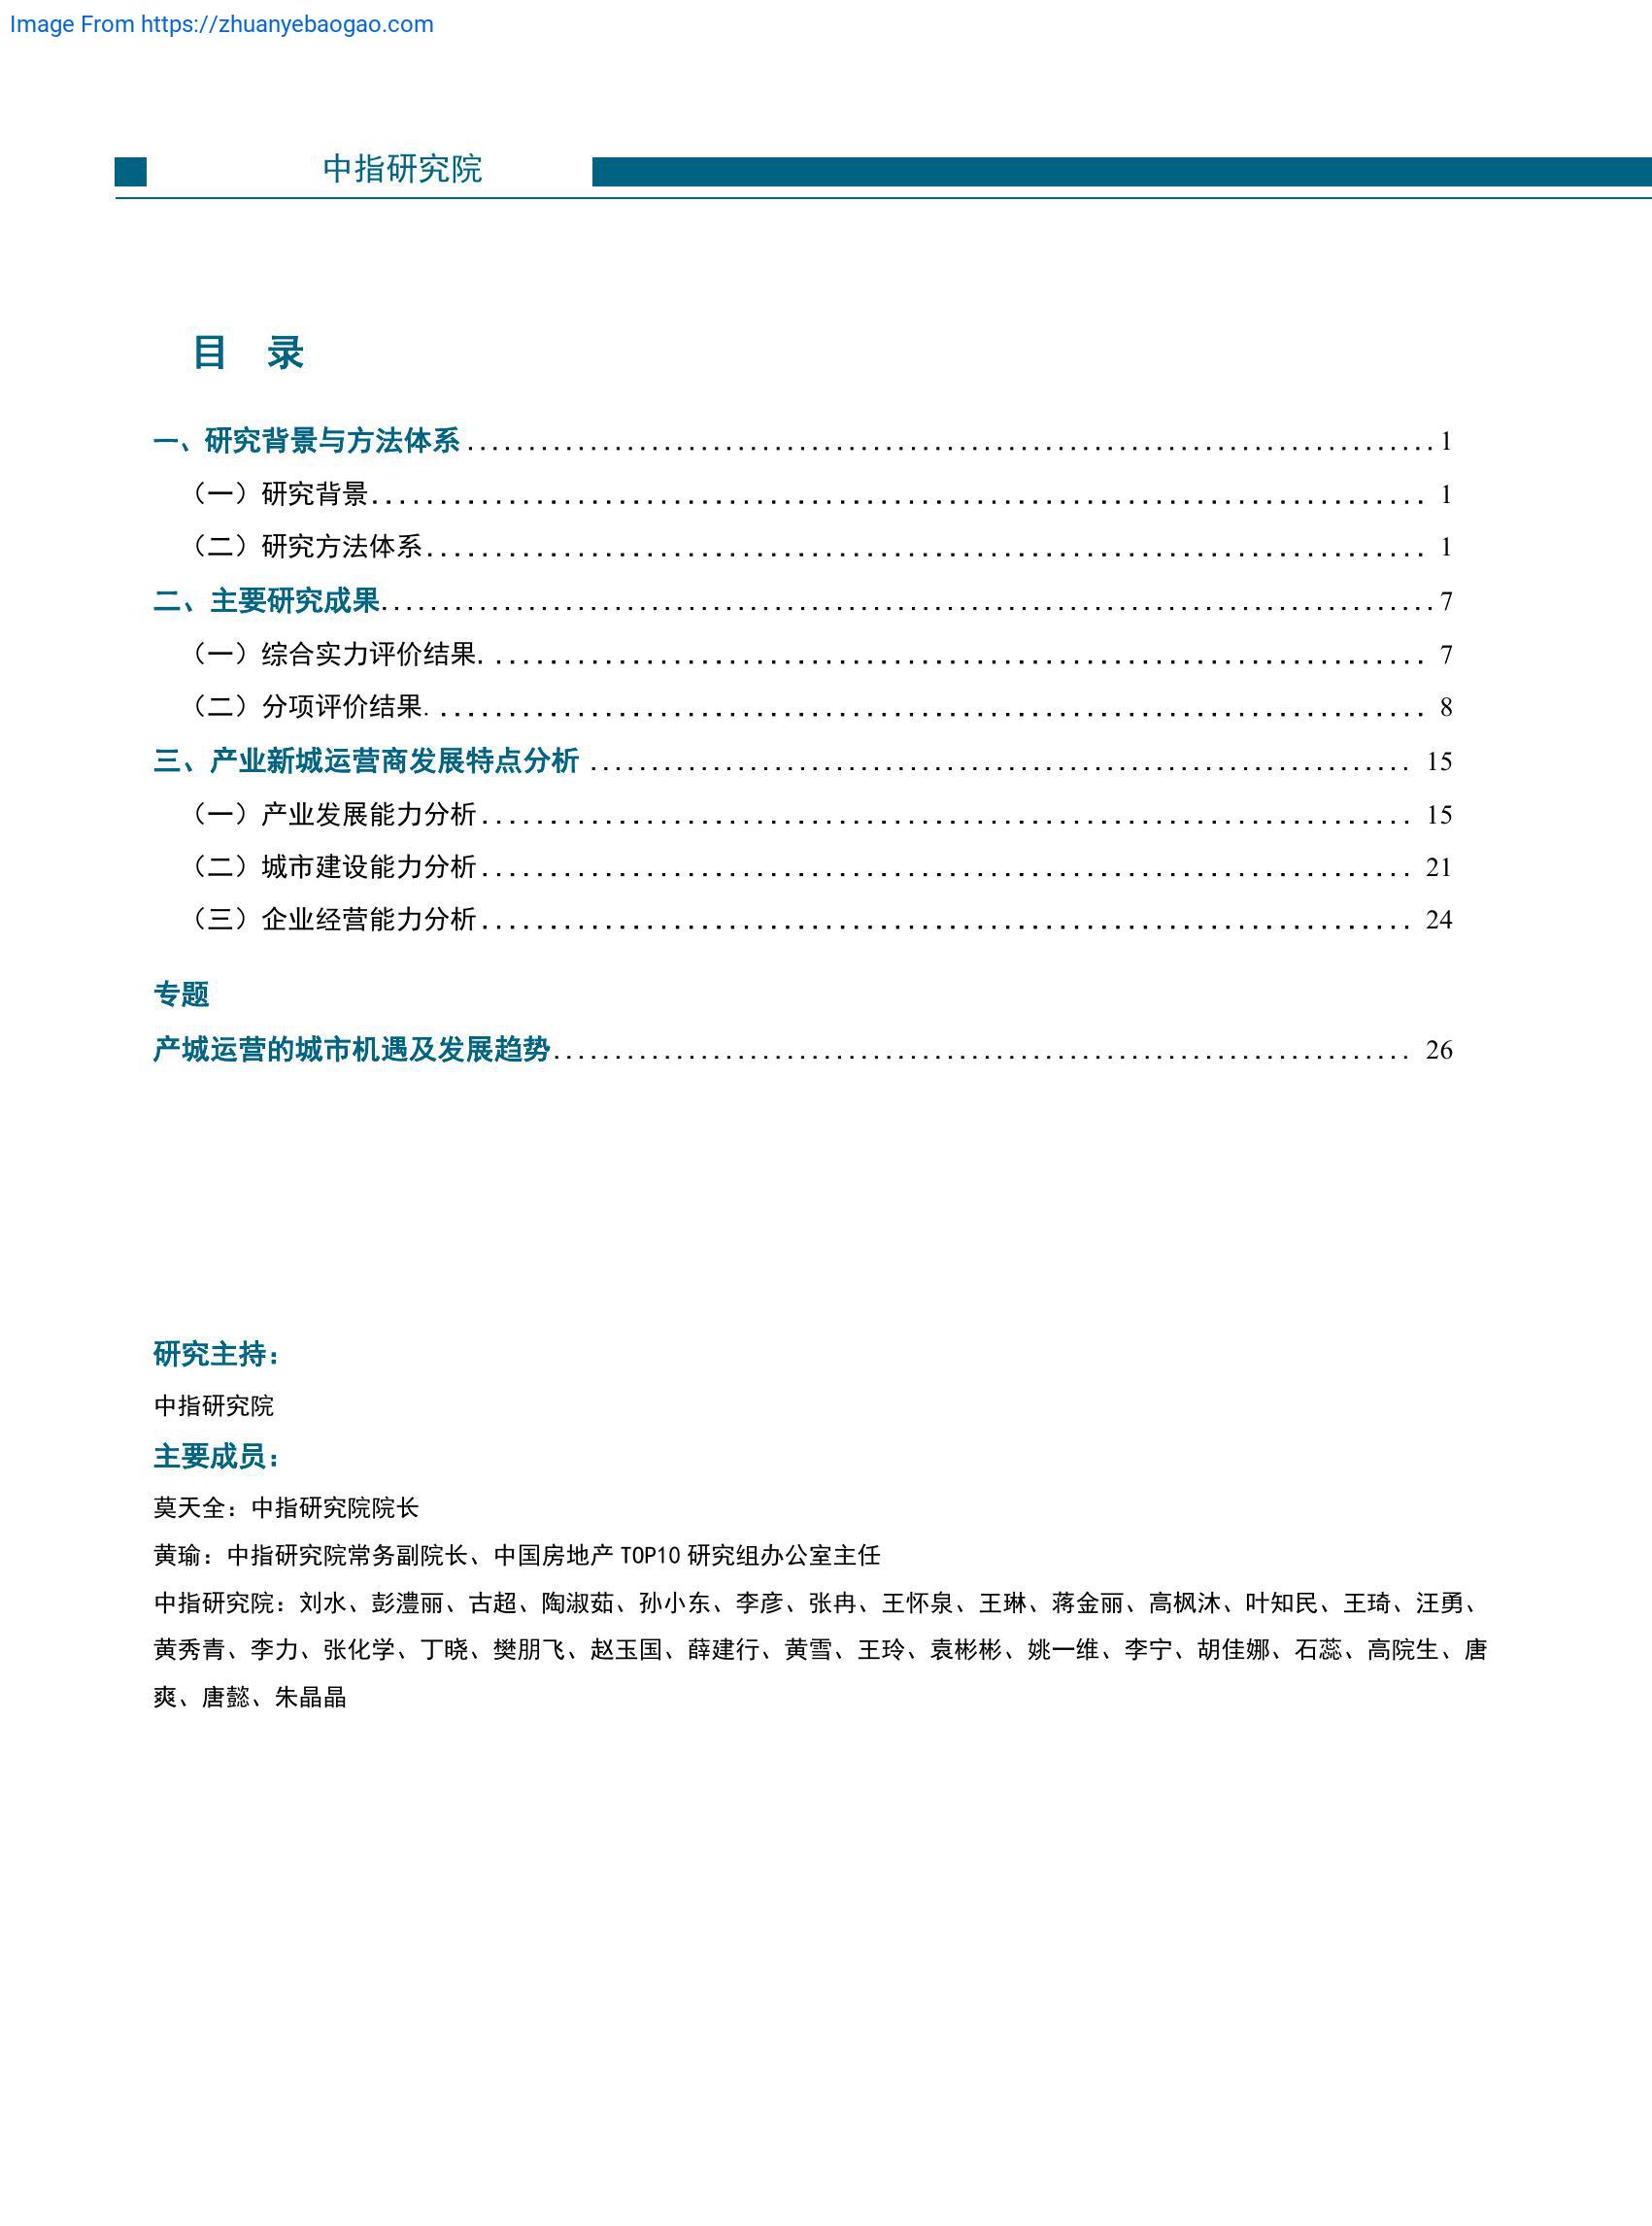 Image From https://zhuanyebaogao.com
中指研究院
目 录
一、研究背景与方法体系................................................................................ 1
（一）研究背景............................................................................... 1
（二）研究方法体系........................................................................... 1
二、主要研究成果...................................................................................... 7
（一）综合实力评价结果....................................................................... 7
（二）分项评价结果........................................................................... 8
三、产业新城运营商发展特点分析 ................................................................... 15
（一）产业发展能力分析..................................................................... 15
（二）城市建设能力分析..................................................................... 21
（三）企业经营能力分析..................................................................... 24
专题
产城运营的城市机遇及发展趋势...................................................................... 26
研究主持：
中指研究院
主要成员：
莫天全：中指研究院院长
黄瑜：中指研究院常务副院长、中国房地产 TOP10 研究组办公室主任
中指研究院：刘水、彭澧丽、古超、陶淑茹、孙小东、李彦、张冉、王怀泉、王琳、蒋金丽、高枫沐、叶知民、王琦、汪勇、
黄秀青、李力、张化学、丁晓、樊朋飞、赵玉国、薛建行、黄雪、王玲、袁彬彬、姚一维、李宁、胡佳娜、石蕊、高院生、唐
爽、唐懿、朱晶晶